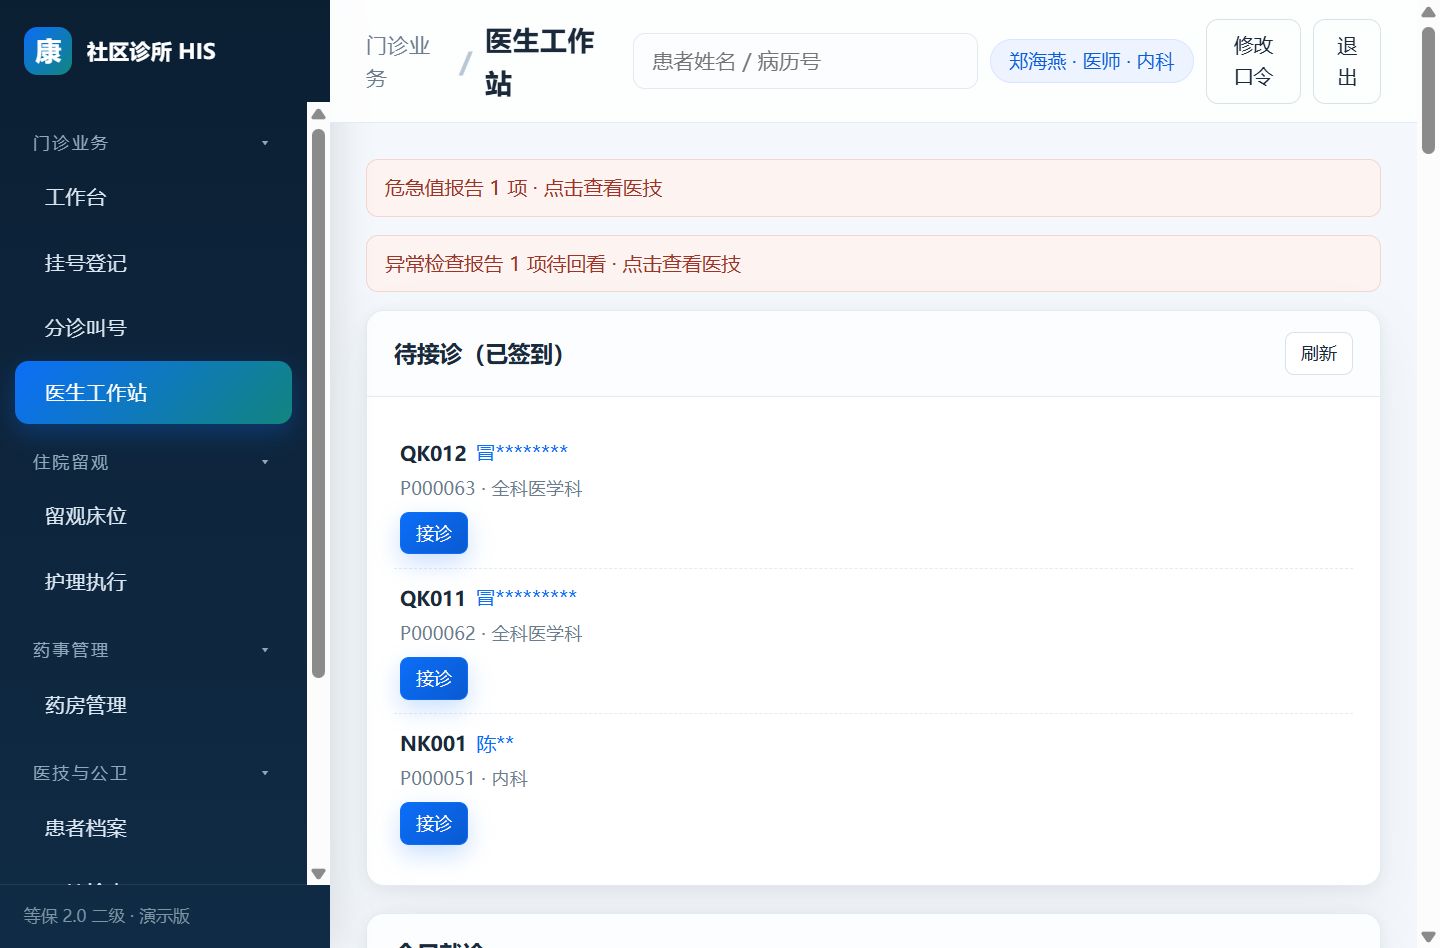 康 社区诊所 HIS
门诊业务
工作台
挂号登记
分诊叫号
医生工作站
住院留观
留观床位
护理执行
药事管理
药房管理
医技与公卫
患者档案
等保 2.0 二级 · 演示版
门诊业
务
/
医生工作
站
患者姓名 / 病历号
郑海燕 · 医师 · 内科
修改
口令
退
出
危急值报告 1 项 · 点击查看医技
异常检查报告 1 项待回看 · 点击查看医技
待接诊（已签到）
刷新
QK012 冒********
P000063 · 全科医学科
接诊
QK011 冒*********
P000062 · 全科医学科
接诊
NK001 陈**
P000051 · 内科
接诊